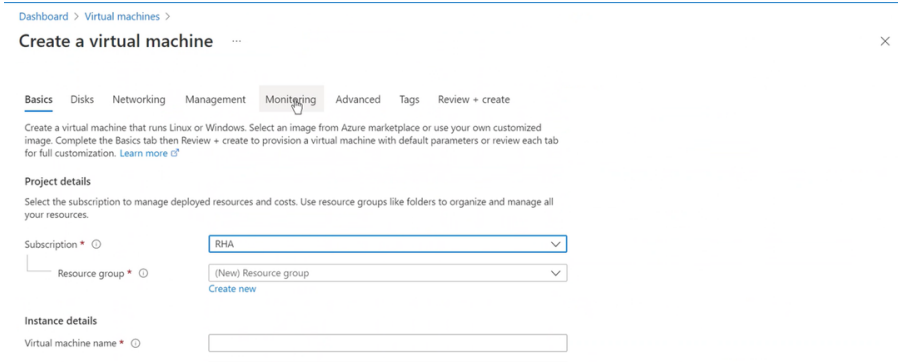 Dashboard > Virtual machines >
Create a virtual machine ...
Basics Disks Networking Management Monitoring Advanced Tags Review + create
Create a virtual machine that runs Linux or Windows. Select an image from Azure marketplace or use your own customized
image. Complete the Basics tab then Review + create to provision a virtual machine with default parameters or review each tab
for full customization. Learn more
Project details
Select the subscription to manage deployed resources and costs. Use resource groups like folders to organize and manage all
your resources.
Subscription * RHA
Resource group * (New) Resource group
Create new
Instance details
Virtual machine name *